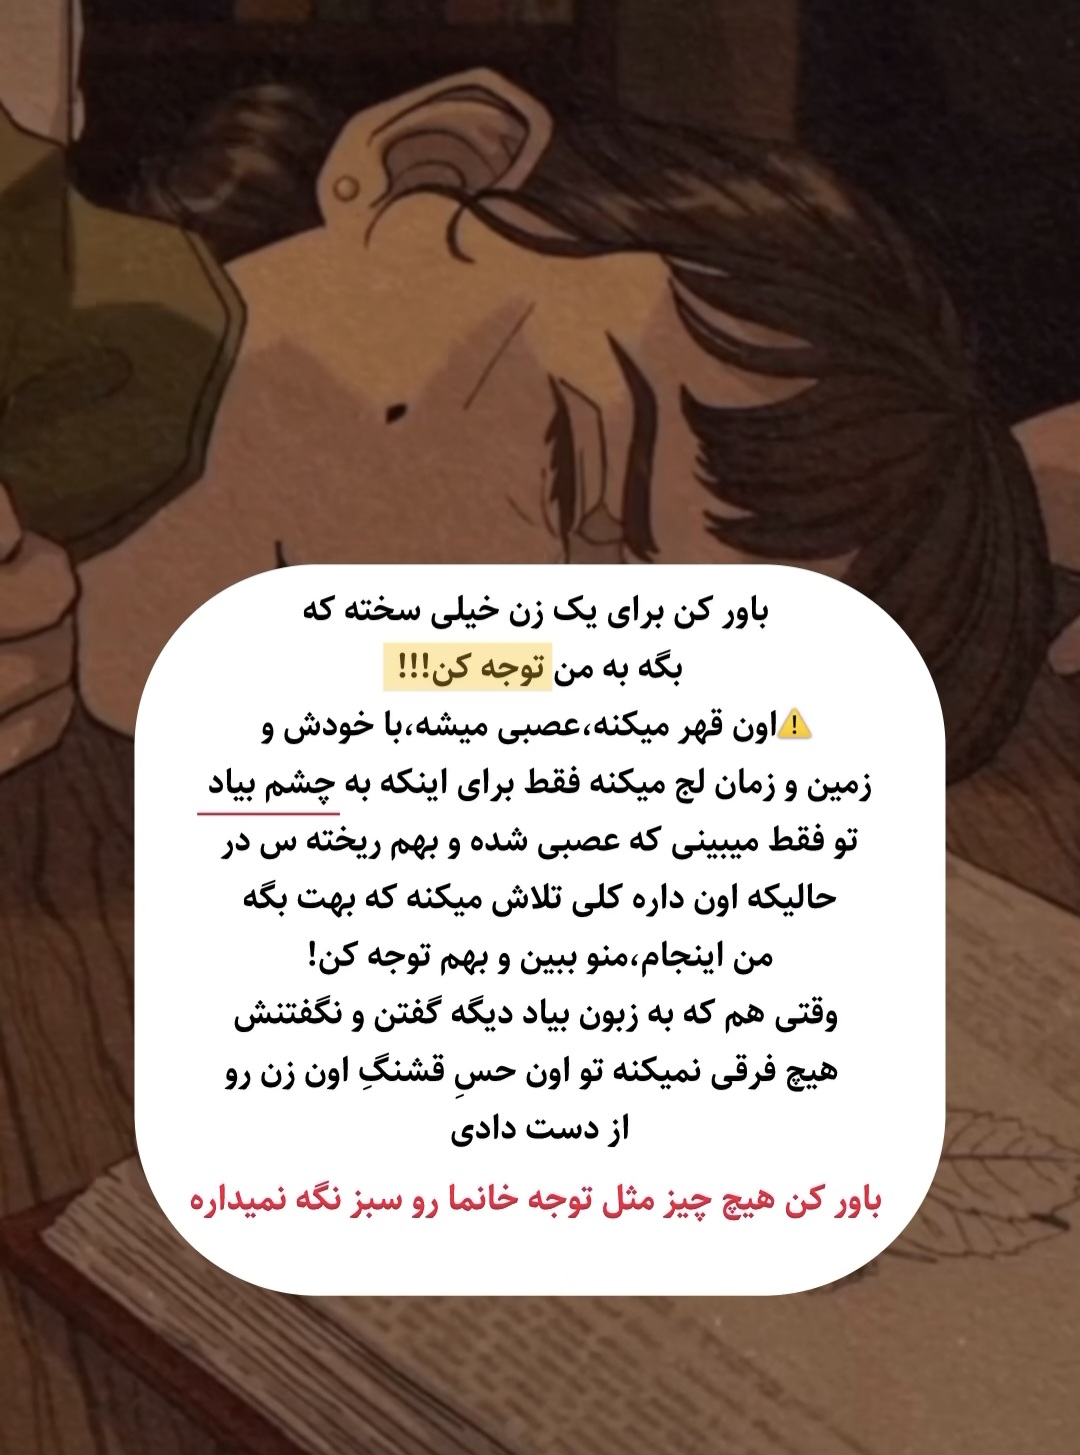 باور کن برای یک زن خیلی سخته که
بگه به من توجه کن!!!
⚠️اون قهر میکنه،عصبی میشه،با خودش و
زمین و زمان لج میکنه فقط برای اینکه به چشم بیاد
تو فقط میبینی که عصبی شده و بهم ریخته س در
حالیکه اون داره کلی تلاش میکنه که بهت بگه
من اینجام،منو ببین و بهم توجه کن!
وقتی هم که به زبون بیاد دیگه گفتن و نگفتنش
هیچ فرقی نمیکنه تو اون حسِ قشنگِ اون زن رو
از دست دادی
باور کن هیچ چیز مثل توجه خانما رو سبز نگه نمیداره